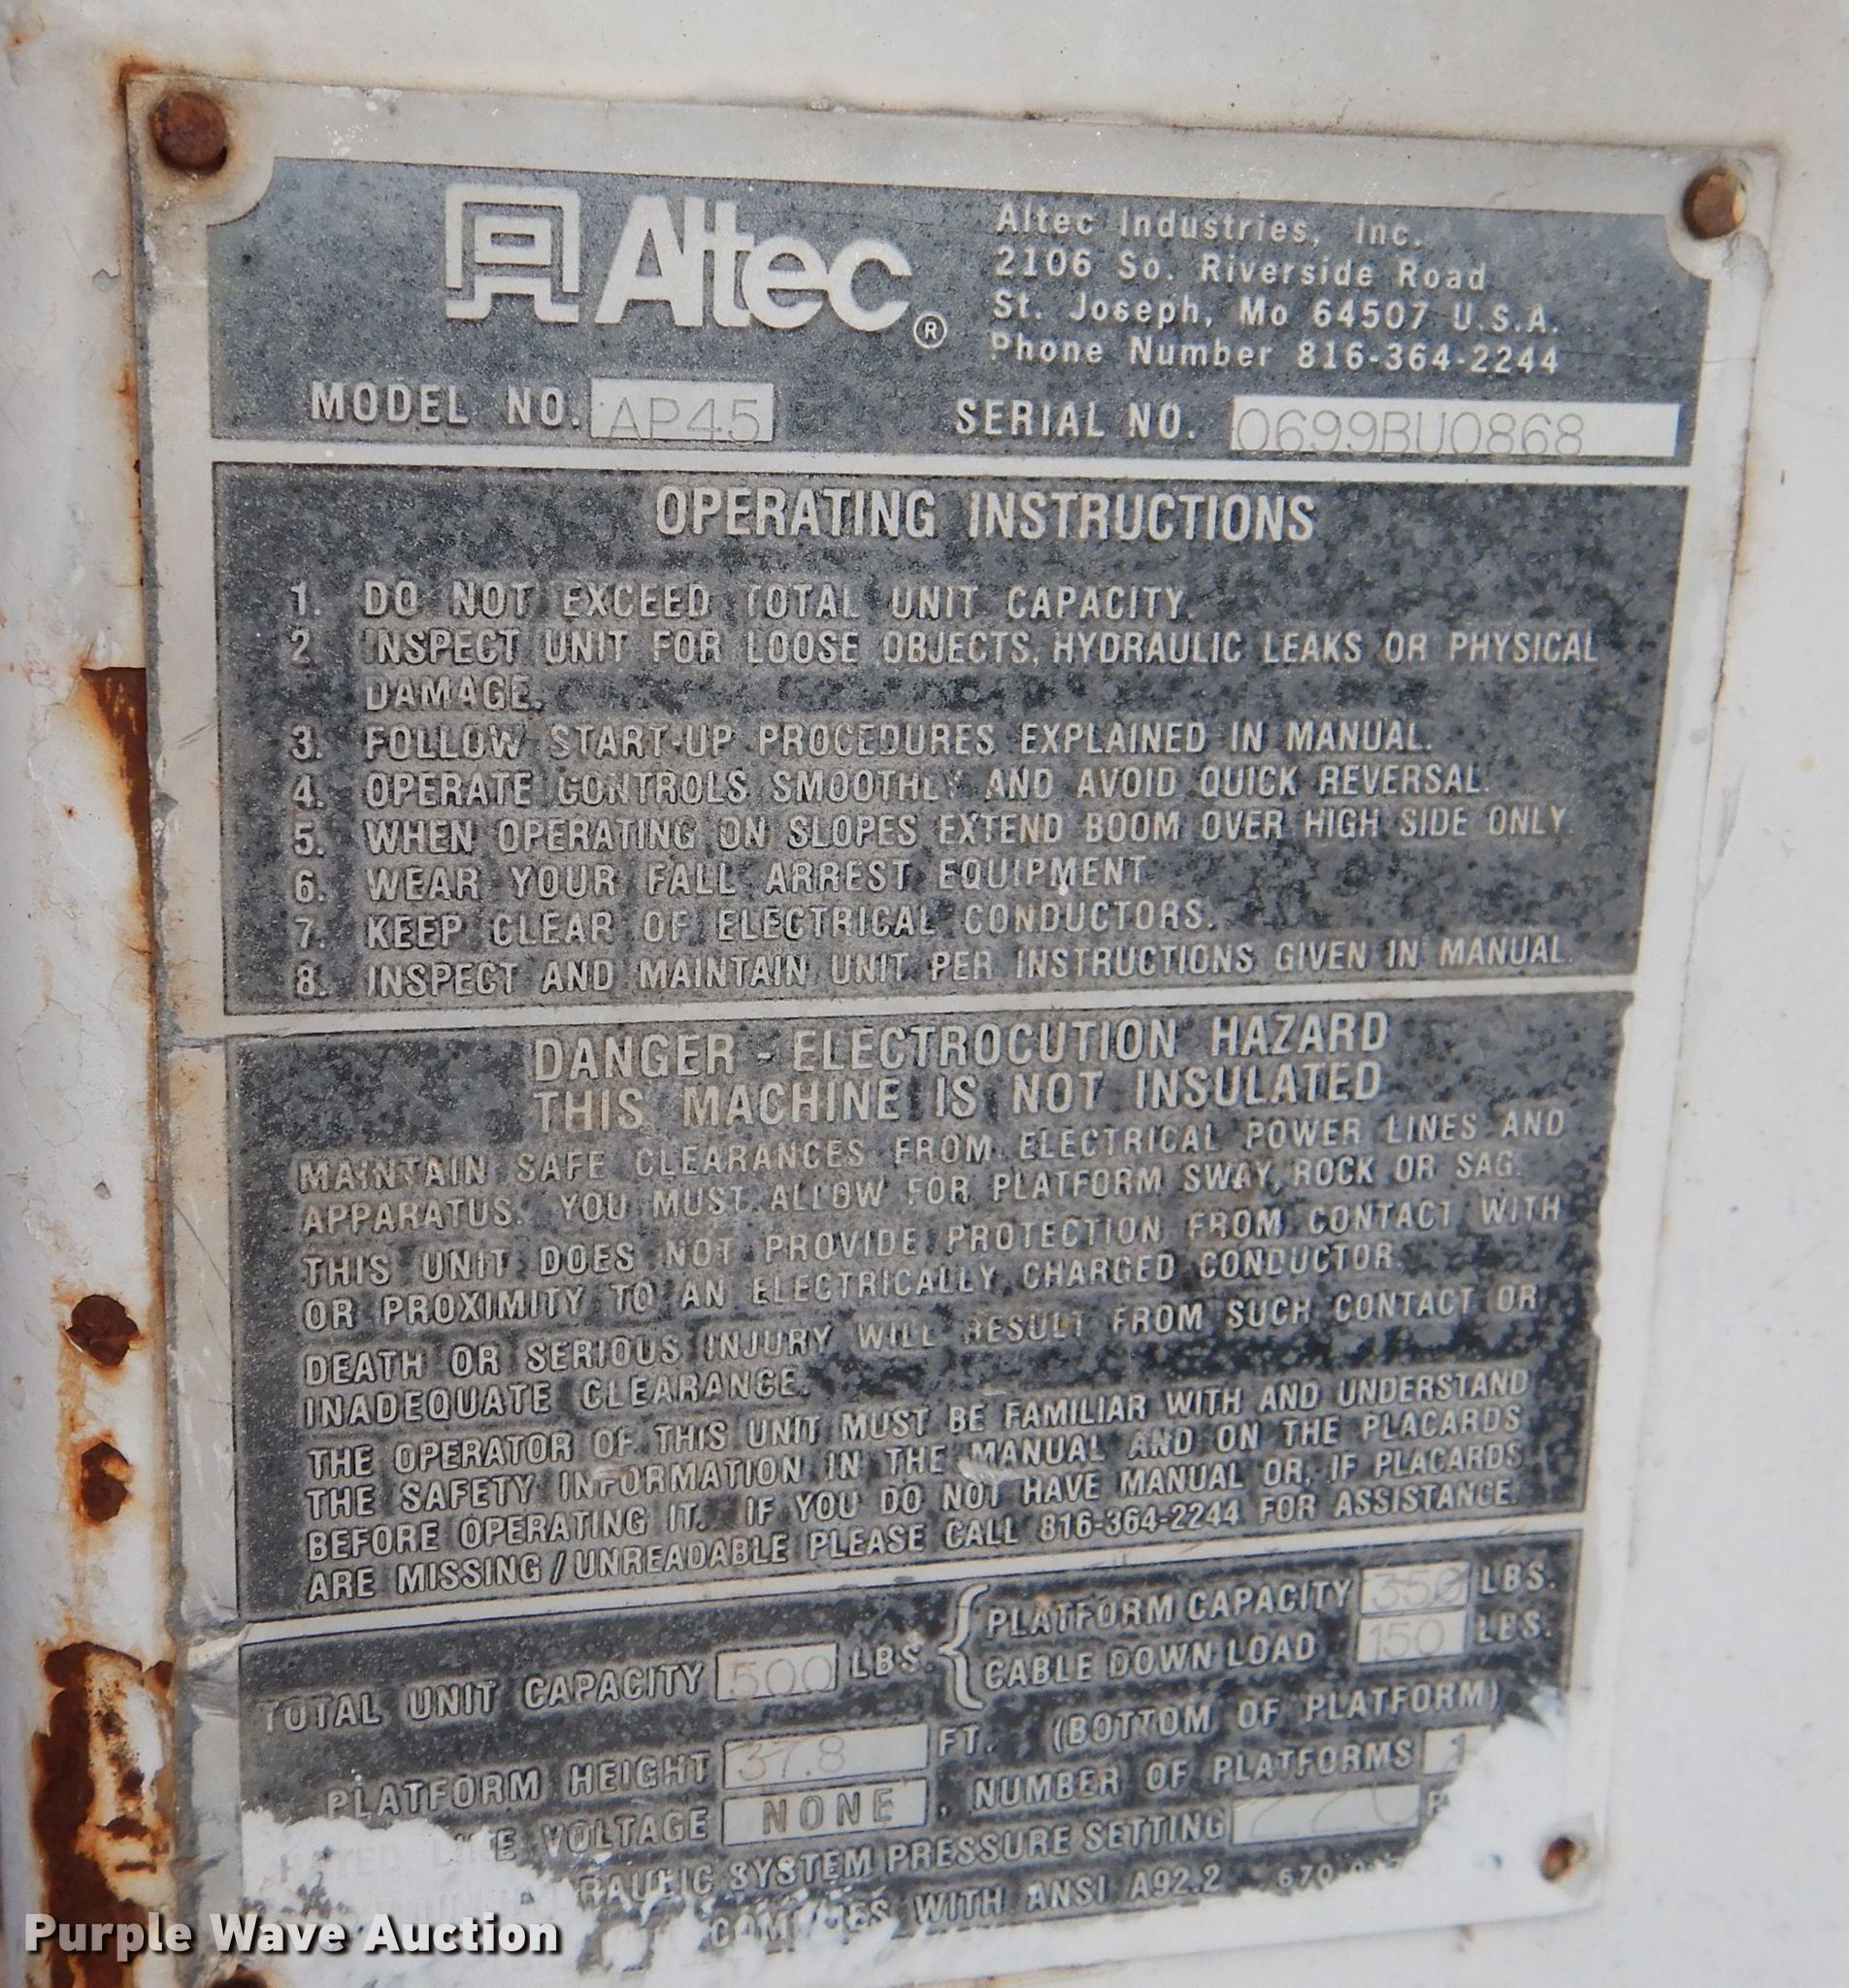 Altec®
Altec Industries, Inc.
2106 So. Riverside Road
St. Joseph, Mo 64507 U.S.A.
Phone Number 816-364-2244
MODEL NO. AP45 SERIAL NO. 0699BU0868
OPERATING INSTRUCTIONS
1. DO NOT EXCEED TOTAL UNIT CAPACITY.
2 INSPECT UNIT FOR LOOSE OBJECTS, HYDRAULIC LEAKS OR PHYSICAL
DAMAGE.
3. FOLLOW START-UP PROCEDURES EXPLAINED IN MANUAL.
4. OPERATE CONTROLS SMOOTHLY AND AVOID QUICK REVERSAL.
5. WHEN OPERATING ON SLOPES EXTEND BOOM OVER HIGH SIDE ONLY.
6. WEAR YOUR FALL ARREST EQUIPMENT
7. KEEP CLEAR OF ELECTRICAL CONDUCTORS.
8. INSPECT AND MAINTAIN UNIT PER INSTRUCTIONS GIVEN IN MANUAL.
DANGER - ELECTROCUTION HAZARD
THIS MACHINE IS NOT INSULATED
MAINTAIN SAFE CLEARANCES FROM ELECTRICAL POWER LINES AND
APPARATUS. YOU MUST ALLOW FOR PLATFORM SWAY, ROCK OR SAG.
THIS UNIT DOES NOT PROVIDE PROTECTION FROM CONTACT WITH
OR PROXIMITY TO AN ELECTRICALLY CHARGED CONDUCTOR.
DEATH OR SERIOUS INJURY WILL RESULT FROM SUCH CONTACT OR
INADEQUATE CLEARANCE.
THE OPERATOR OF THIS UNIT MUST BE FAMILIAR WITH AND UNDERSTAND
THE SAFETY INFORMATION IN THE MANUAL AND ON THE PLACARDS
BEFORE OPERATING IT. IF YOU DO NOT HAVE MANUAL OR, IF PLACARDS
ARE MISSING/UNREADABLE PLEASE CALL 816-364-2244 FOR ASSISTANCE.
TOTAL UNIT CAPACITY 500 LBS. { PLATFORM CAPACITY 350 LBS.
CABLE DOWN LOAD 150 LBS.
PLATFORM HEIGHT 37.8 FT. (BOTTOM OF PLATFORM)
VOLTAGE NONE, NUMBER OF PLATFORMS 1
SYSTEM PRESSURE SETTING
COMPLIES WITH ANSI A92.2
Purple Wave Auction